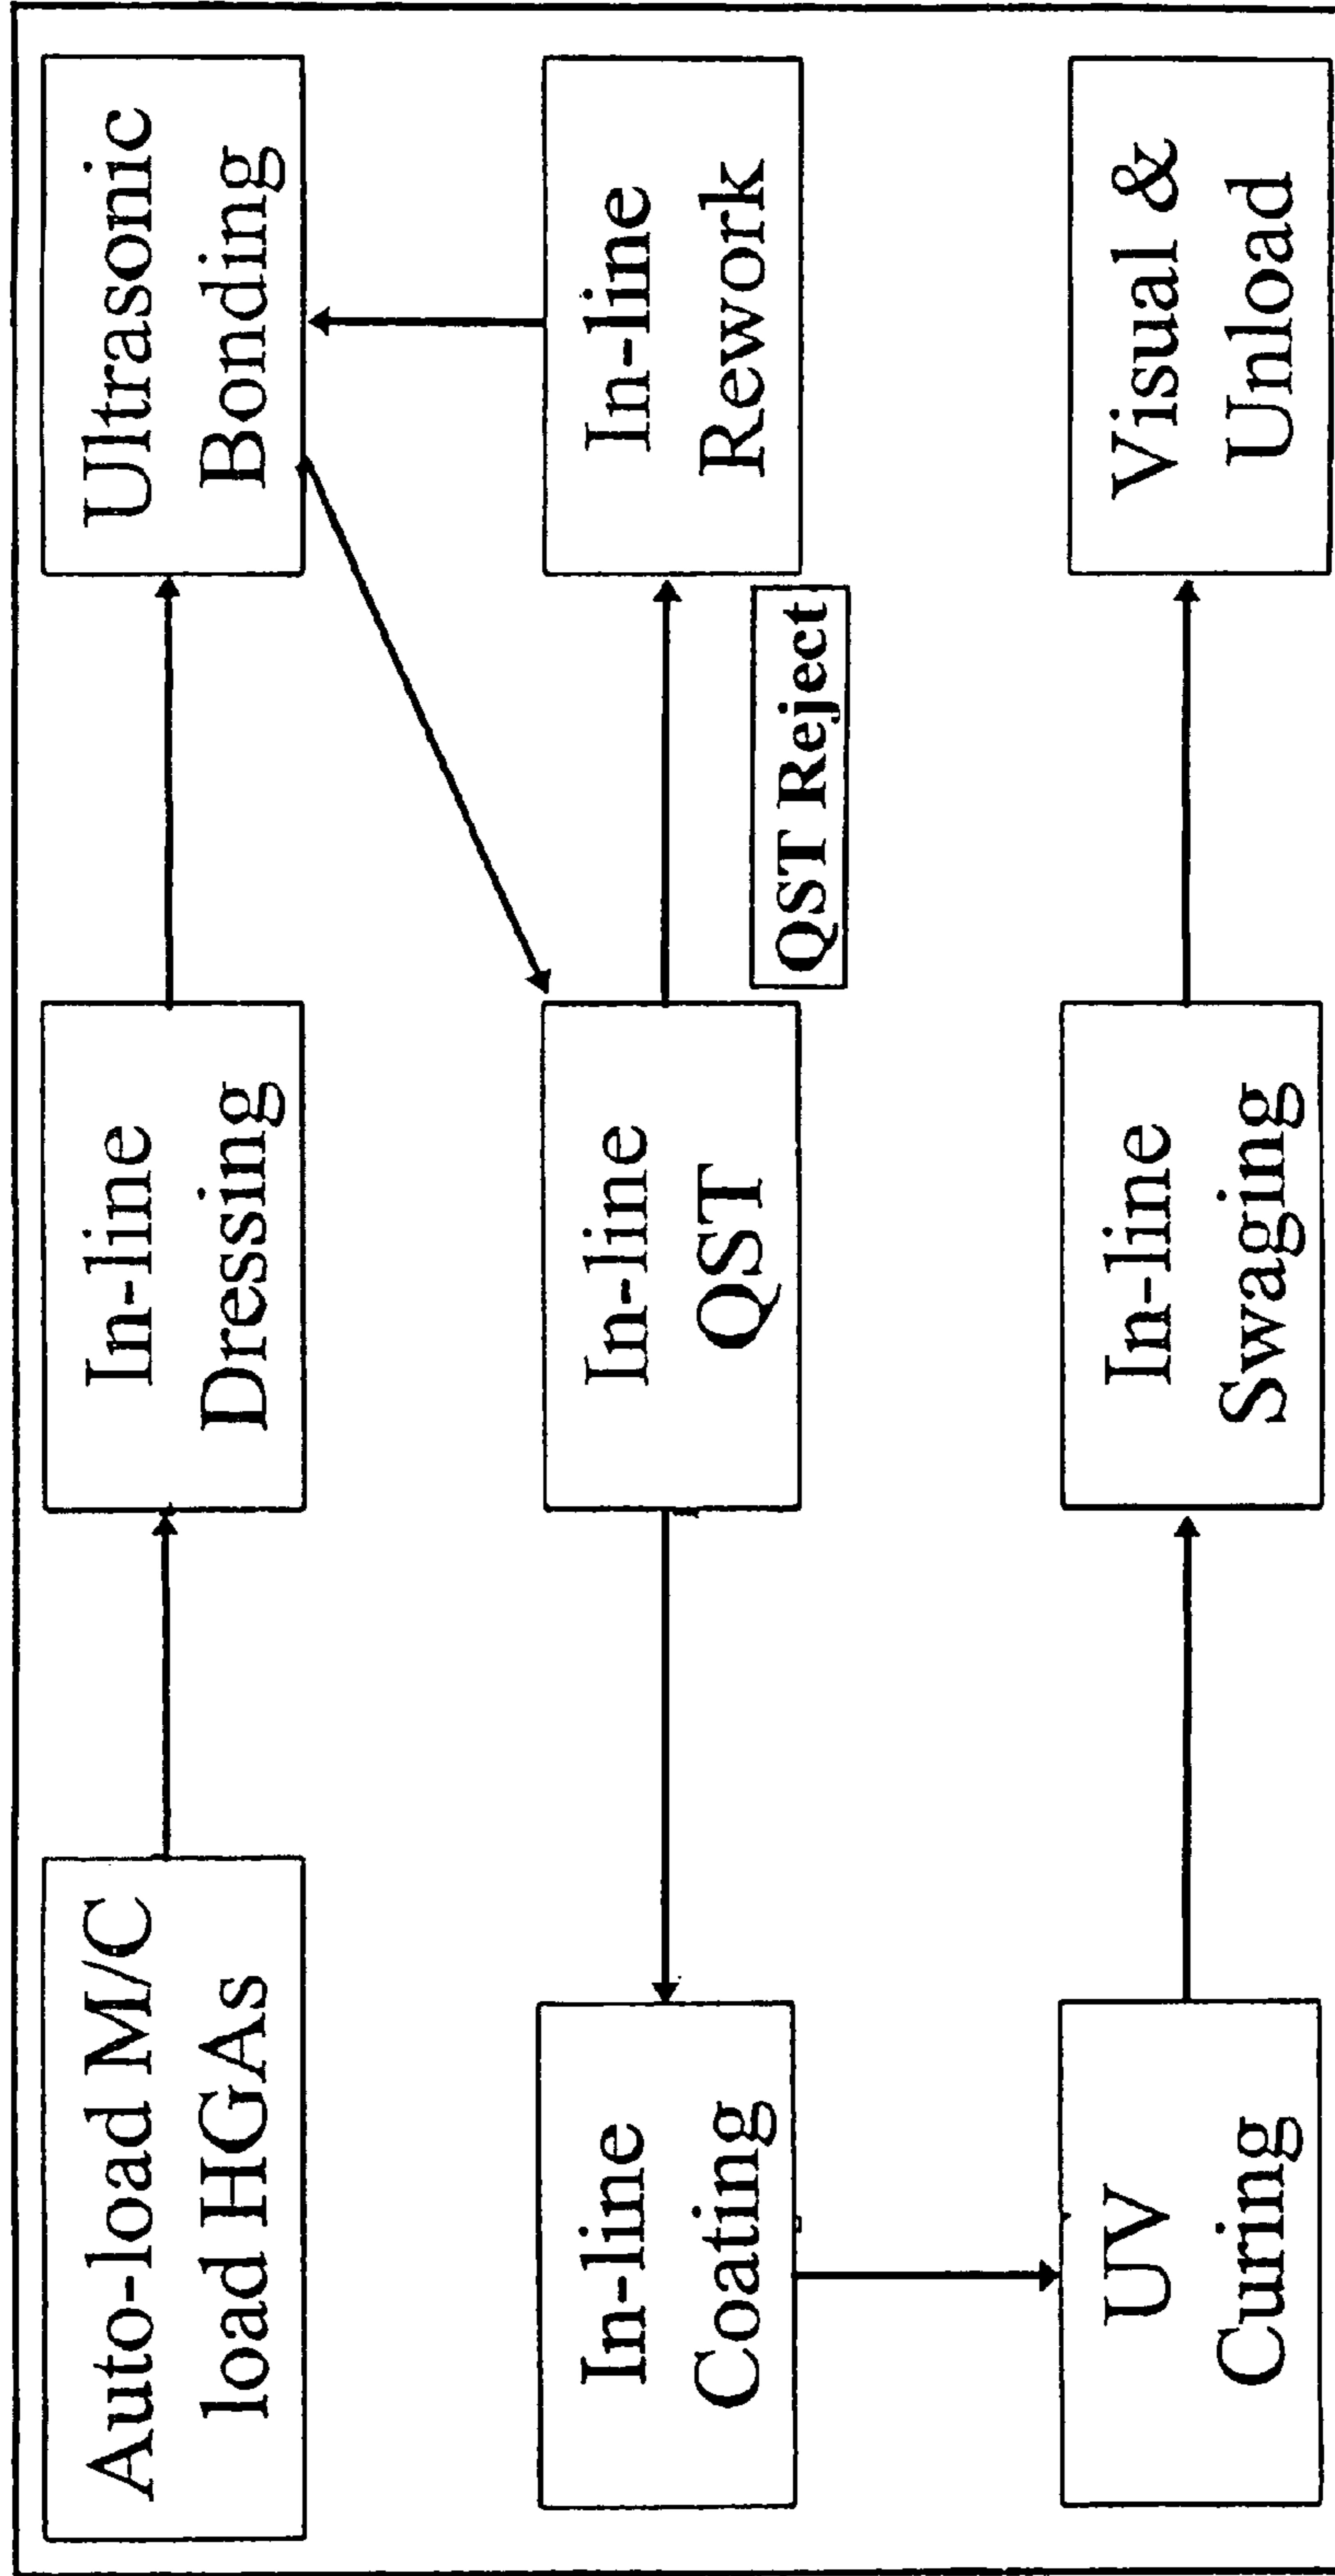 Auto-load M/C
load HGAs
In-line
Dressing
Ultrasonic
Bonding
In-line
Coating
In-line
QST
QST Reject
In-line
Rework
UV
Curing
In-line
Swaging
Visual &
Unload